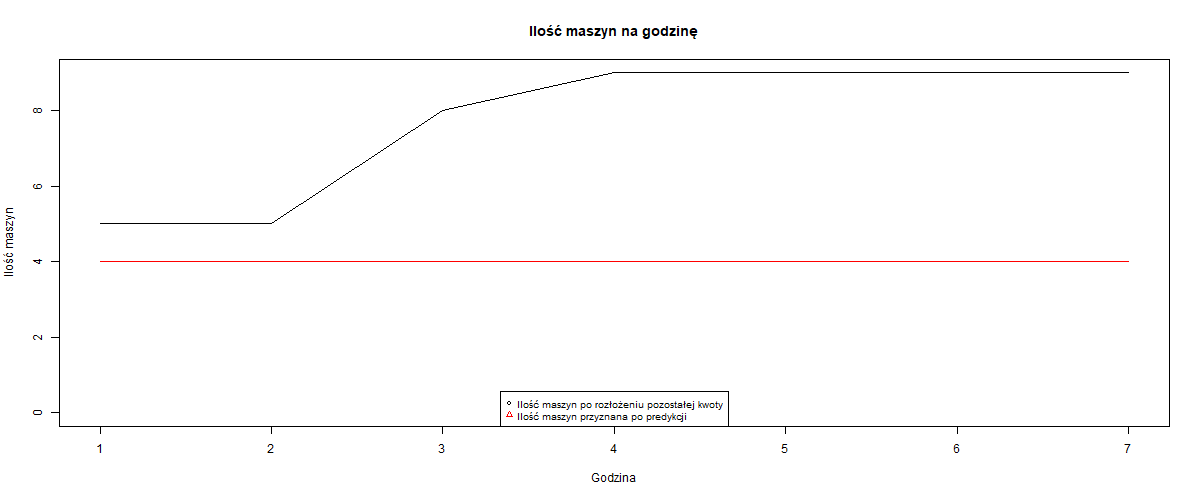 Ilość maszyn na godzinę
Ilość maszyn
8
6
4
2
0
Ilość maszyn po rozłożeniu pozostałej kwoty
Ilość maszyn przyznana po predykcji
1 2 3 4 5 6 7
Godzina